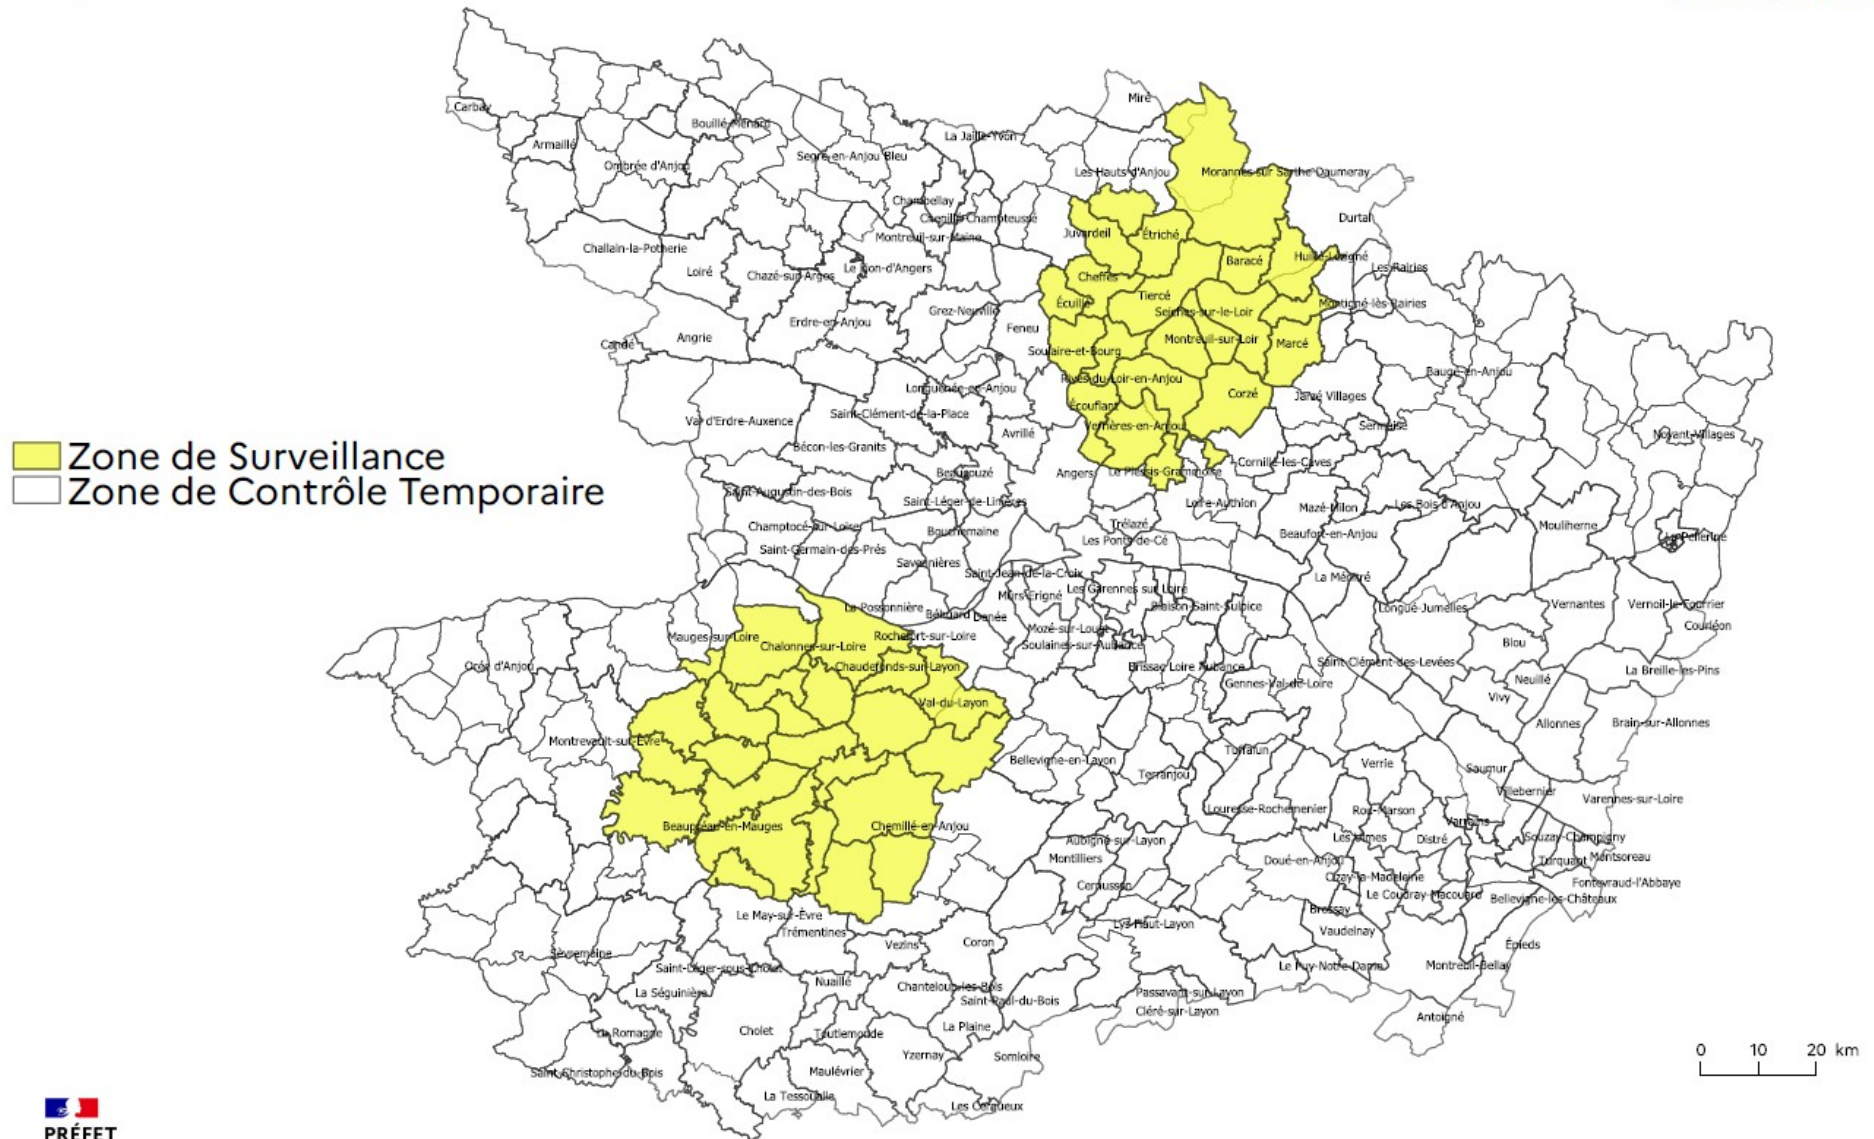 Miré
Carbay
Bouillé-Ménard
La Jaille-Yvon
Armaillé
Segré-en-Anjou Bleu
Ombrée d'Anjou
Les Hauts-d'Anjou
Morannes sur Sarthe-Daumeray
Chambellay
Chenillé-Champteussé
Durtal
Juvardeil
Étriché
Montreuil-sur-Maine
Challain-la-Potherie
Baracé
Huillé-Lézigné
Loiré
Chazé-sur-Argos
Le Lion-d'Angers
Les Rairies
Cheffes
Tiercé
Écuillé
Montigné-lès-Rairies
Grez-Neuville
Seiches-sur-le-Loir
Erdre-en-Anjou
Feneu
Angrie
Candé
Montreuil-sur-Loir
Marcé
Soulaire-et-Bourg
Baugé-en-Anjou
Rives-du-Loir-en-Anjou
Longuenée-en-Anjou
Corzé
Jarzé Villages
Écouflant
Saint-Clément-de-la-Place
Val d'Erdre-Auxence
Verrières-en-Anjou
Sermaise
Avrillé
Noyant-Villages
Bécon-les-Granits
Zone de Surveillance
Cornillé-les-Caves
Beaucouzé
Angers
Le Plessis-Grammoire
Zone de Contrôle Temporaire
Saint-Augustin-des-Bois
Saint-Léger-de-Linières
Loire-Authion
Mazé-Milon
Les Bois d'Anjou
Champtocé-sur-Loire
Trélazé
Mouliherne
Bouchemaine
Beaufort-en-Anjou
La Pellerine
Les Ponts-de-Cé
Saint-Germain-des-Prés
Savennières
Saint-Jean-de-la-Croix
La Ménitré
Les Garennes sur Loire
Mûrs-Erigné
La Possonnière
Blaison-Saint-Sulpice
Longué-Jumelles
Vernantes
Vernoil-le-Fourrier
Béhuard
Denée
Courléon
Mozé-sur-Louet
Mauges-sur-Loire
Rochefort-sur-Loire
Chalonnes-sur-Loire
Soulaines-sur-Aubance
Blou
Orée d'Anjou
Chaudefonds-sur-Layon
Brissac Loire Aubance
Saint-Clément-des-Levées
La Breille-les-Pins
Gennes-Val-de-Loire
Neuillé
Val-du-Layon
Vivy
Allonnes
Brain-sur-Allonnes
Montrevault-sur-Èvre
Tuffalun
Bellevigne-en-Layon
Verrie
Saumur
Terranjou
Villebernier
Varennes-sur-Loire
Louresse-Rochemenier
Rou-Marson
Beaupréau-en-Mauges
Chemillé-en-Anjou
Varrains
Les Ulmes
Distré
Souzay-Champigny
Aubigné-sur-Layon
Montilliers
Doué-en-Anjou
Turquant
Montsoreau
Cizay-la-Madeleine
Cernusson
Fontevraud-l'Abbaye
Le Coudray-Macouard
Bellevigne-les-Châteaux
Le May-sur-Èvre
Brossay
Trémentines
Lys-Haut-Layon
Vaudelnay
Vezins
Coron
Épieds
Sèvremoine
Saint-Léger-sous-Cholet
Le Puy-Notre-Dame
Montreuil-Bellay
Nuaillé
Chanteloup-les-Bois
La Séguinière
Saint-Paul-du-Bois
Passavant-sur-Layon
Cléré-sur-Layon
Antoigné
La Romagne
Cholet
Toutlemonde
La Plaine
Yzernay
Somloire
0 10 20 km
Saint-Christophe-du-Bois
Maulévrier
La Tessoualle
Les Cerqueux
PRÉFET